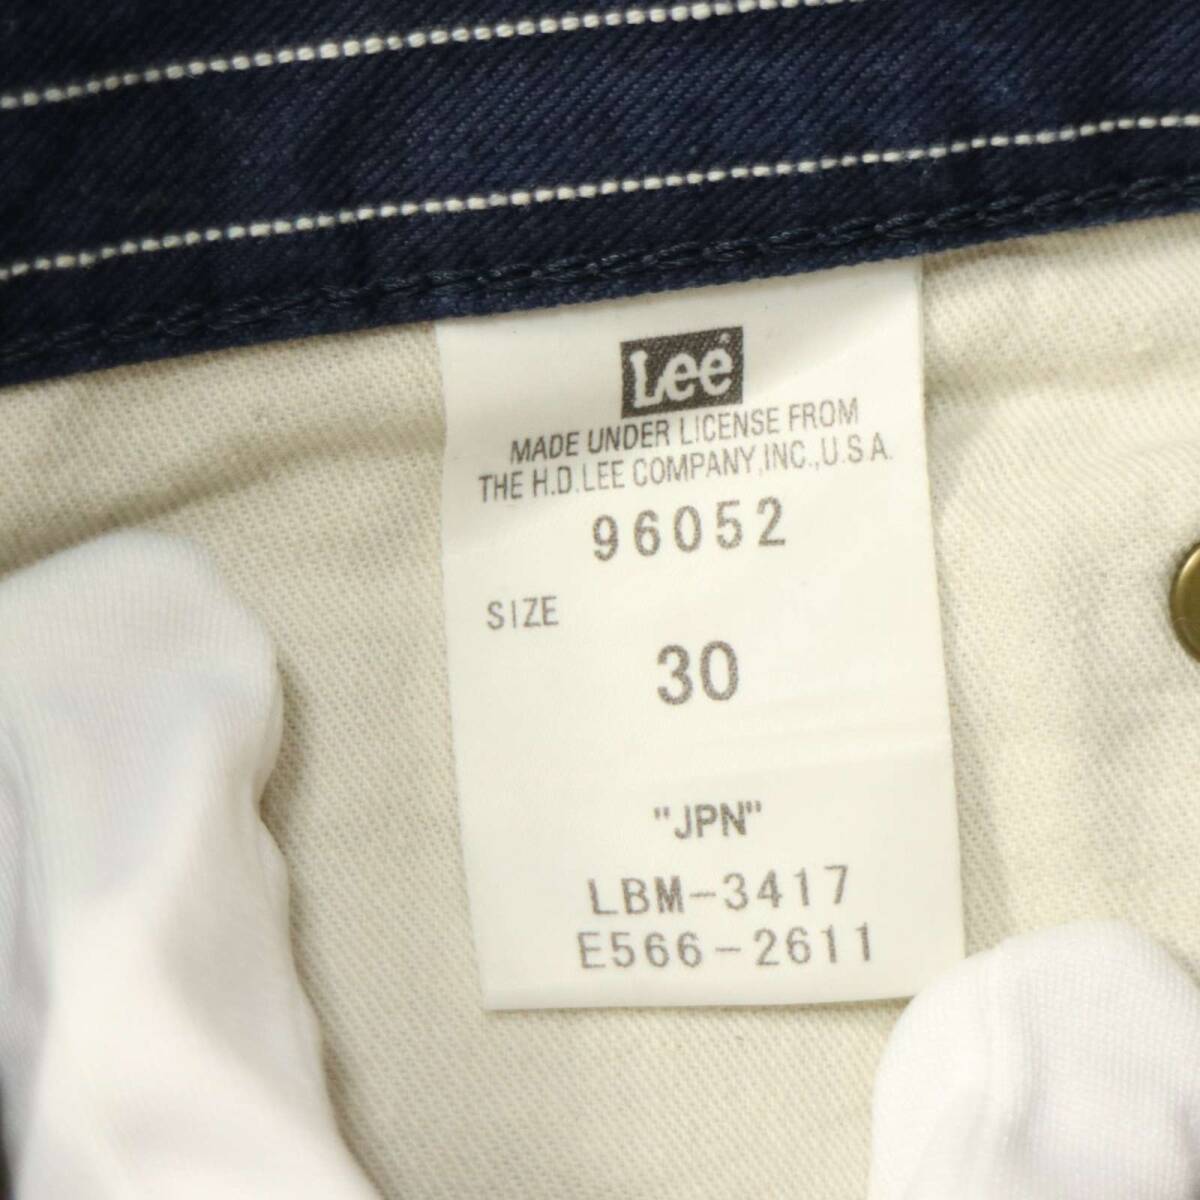 Lee
MADE UNDER LICENSE FROM
THE H.D.LEE COMPANY,INC.,U.S.A.
96052
SIZE
30
"JPN"
LBM-3417
E566-2611